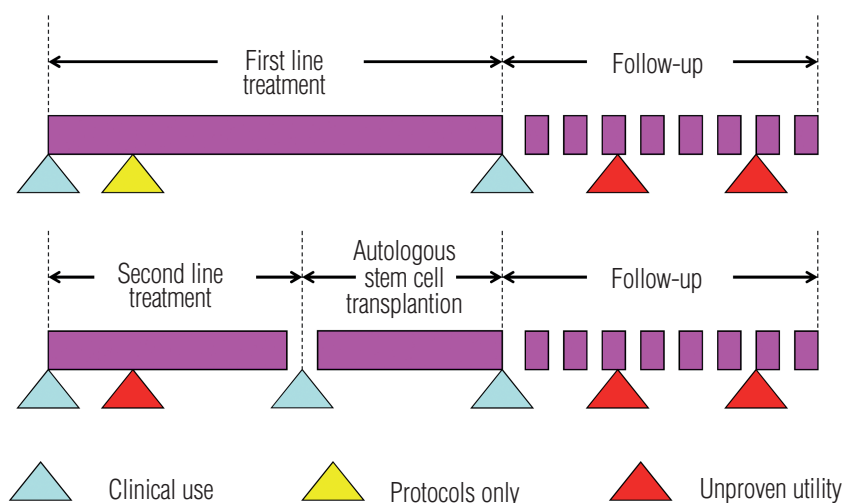 First line
treatment
Follow-up
Second line
treatment
Autologous
stem cell
transplantion
Follow-up
Clinical use
Protocols only
Unproven utility